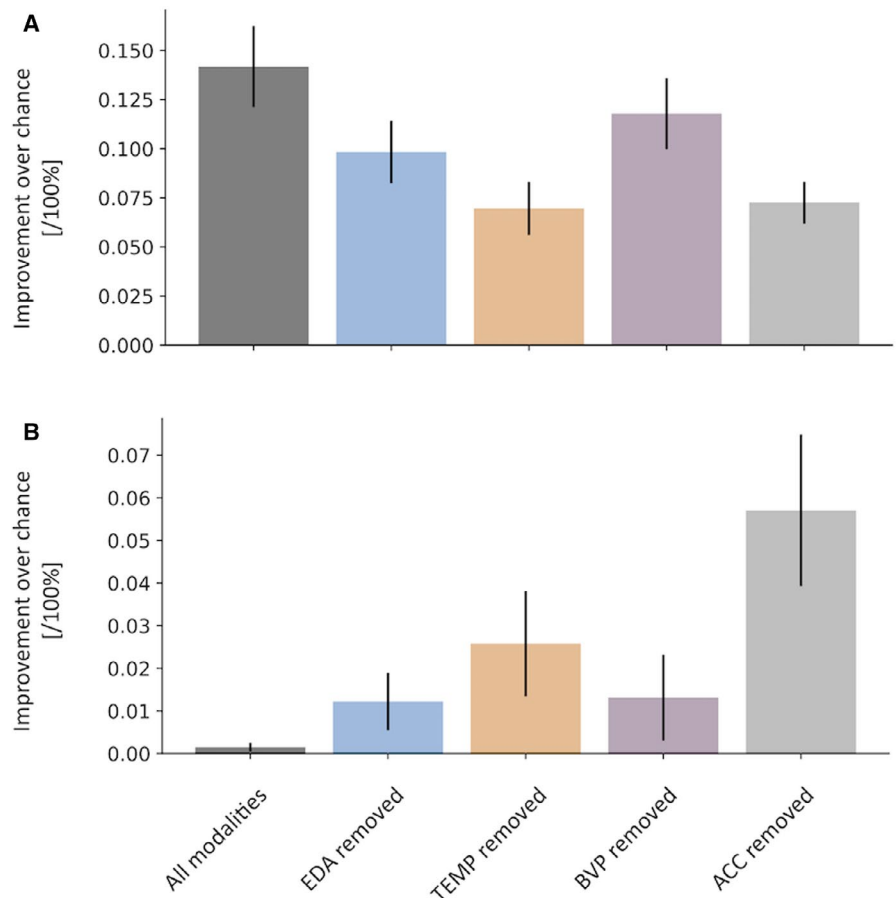 A
Improvement over chance
[/100%]
0.150
0.125
0.100
0.075
0.050
0.025
0.000
B
Improvement over chance
[/100%]
0.07
0.06
0.05
0.04
0.03
0.02
0.01
0.00
All modalities
EDA removed
TEMP removed
BVP removed
ACC removed